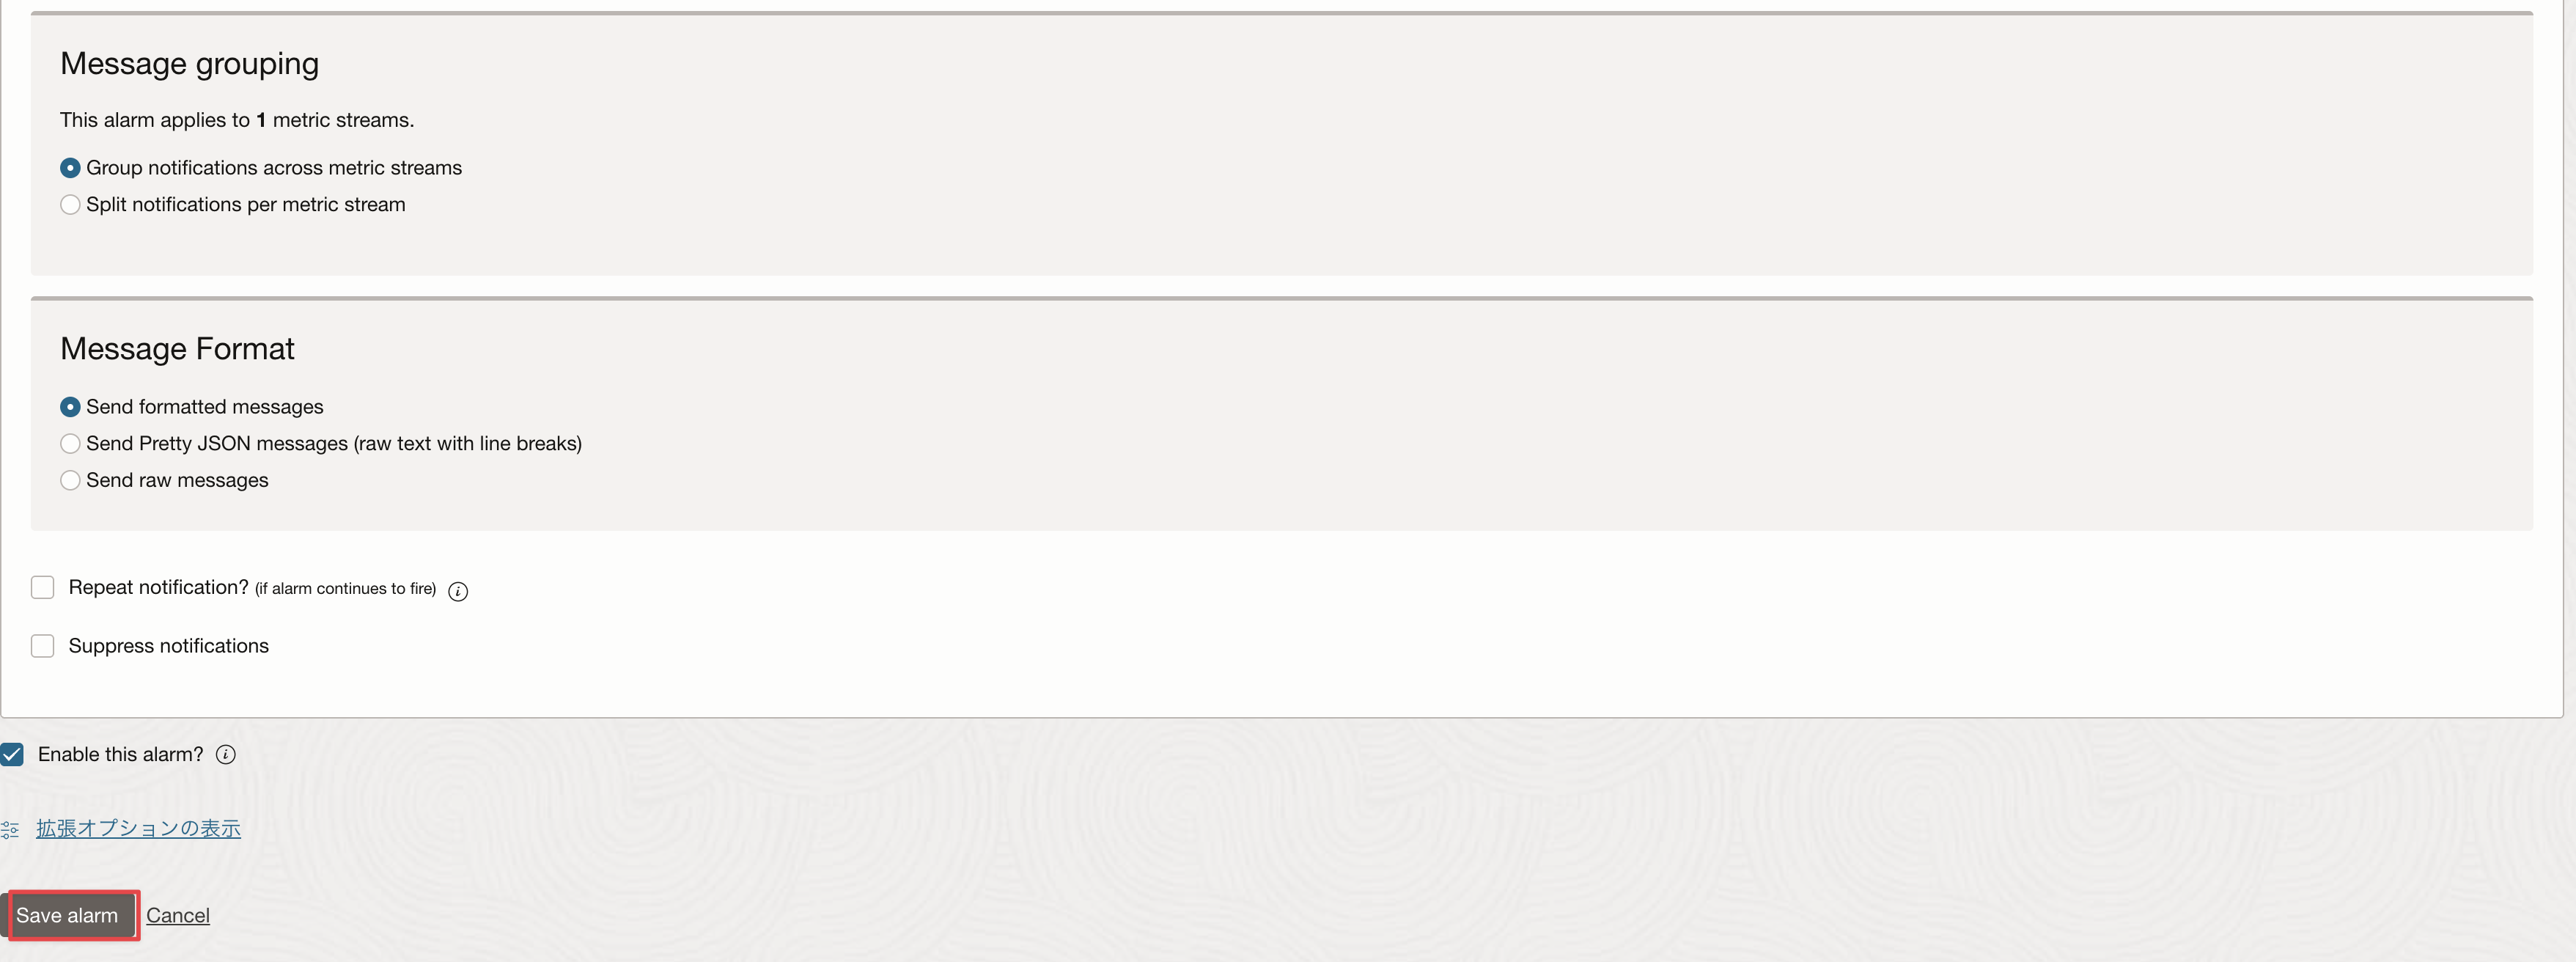 Message grouping
This alarm applies to 1 metric streams.
Group notifications across metric streams
Split notifications per metric stream
Message Format
Send formatted messages
Send Pretty JSON messages (raw text with line breaks)
Send raw messages
Repeat notification? (if alarm continues to fire) i
Suppress notifications
Enable this alarm? i
拡張オプションの表示
Save alarm Cancel